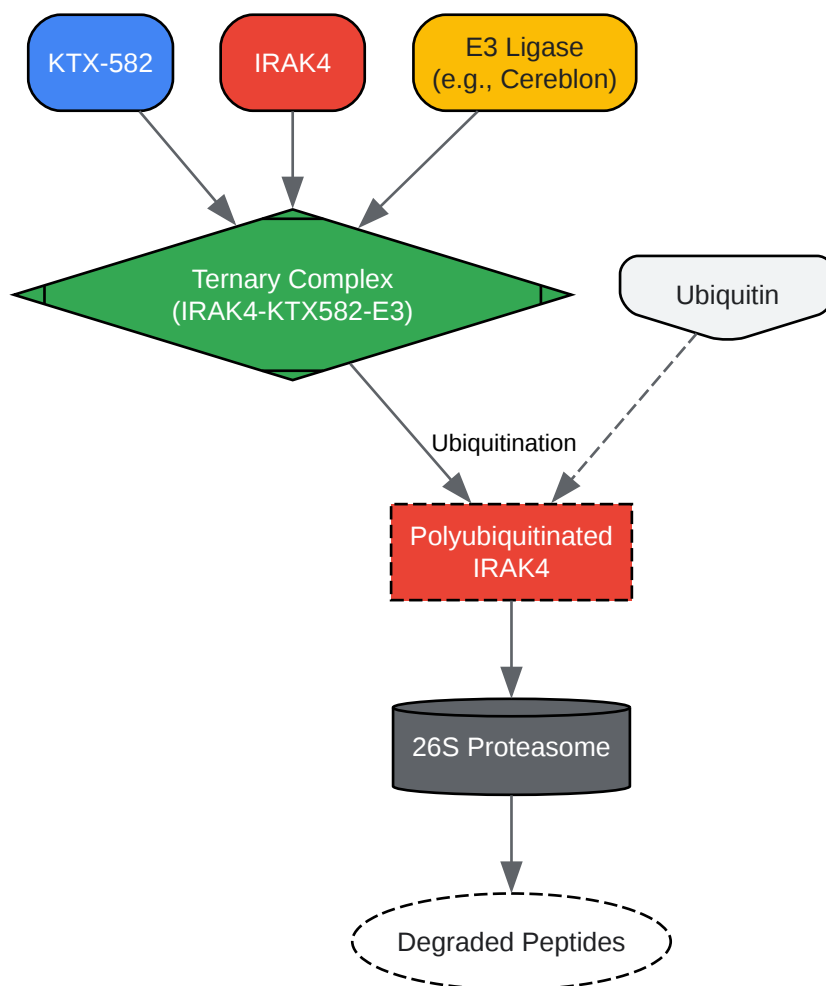 KTX-582
IRAK4
E3 Ligase
(e.g., Cereblon)
Ternary Complex
(IRAK4-KTX582-E3)
Ubiquitin
Ubiquitination
Polyubiquitinated
IRAK4
26S Proteasome
Degraded Peptides